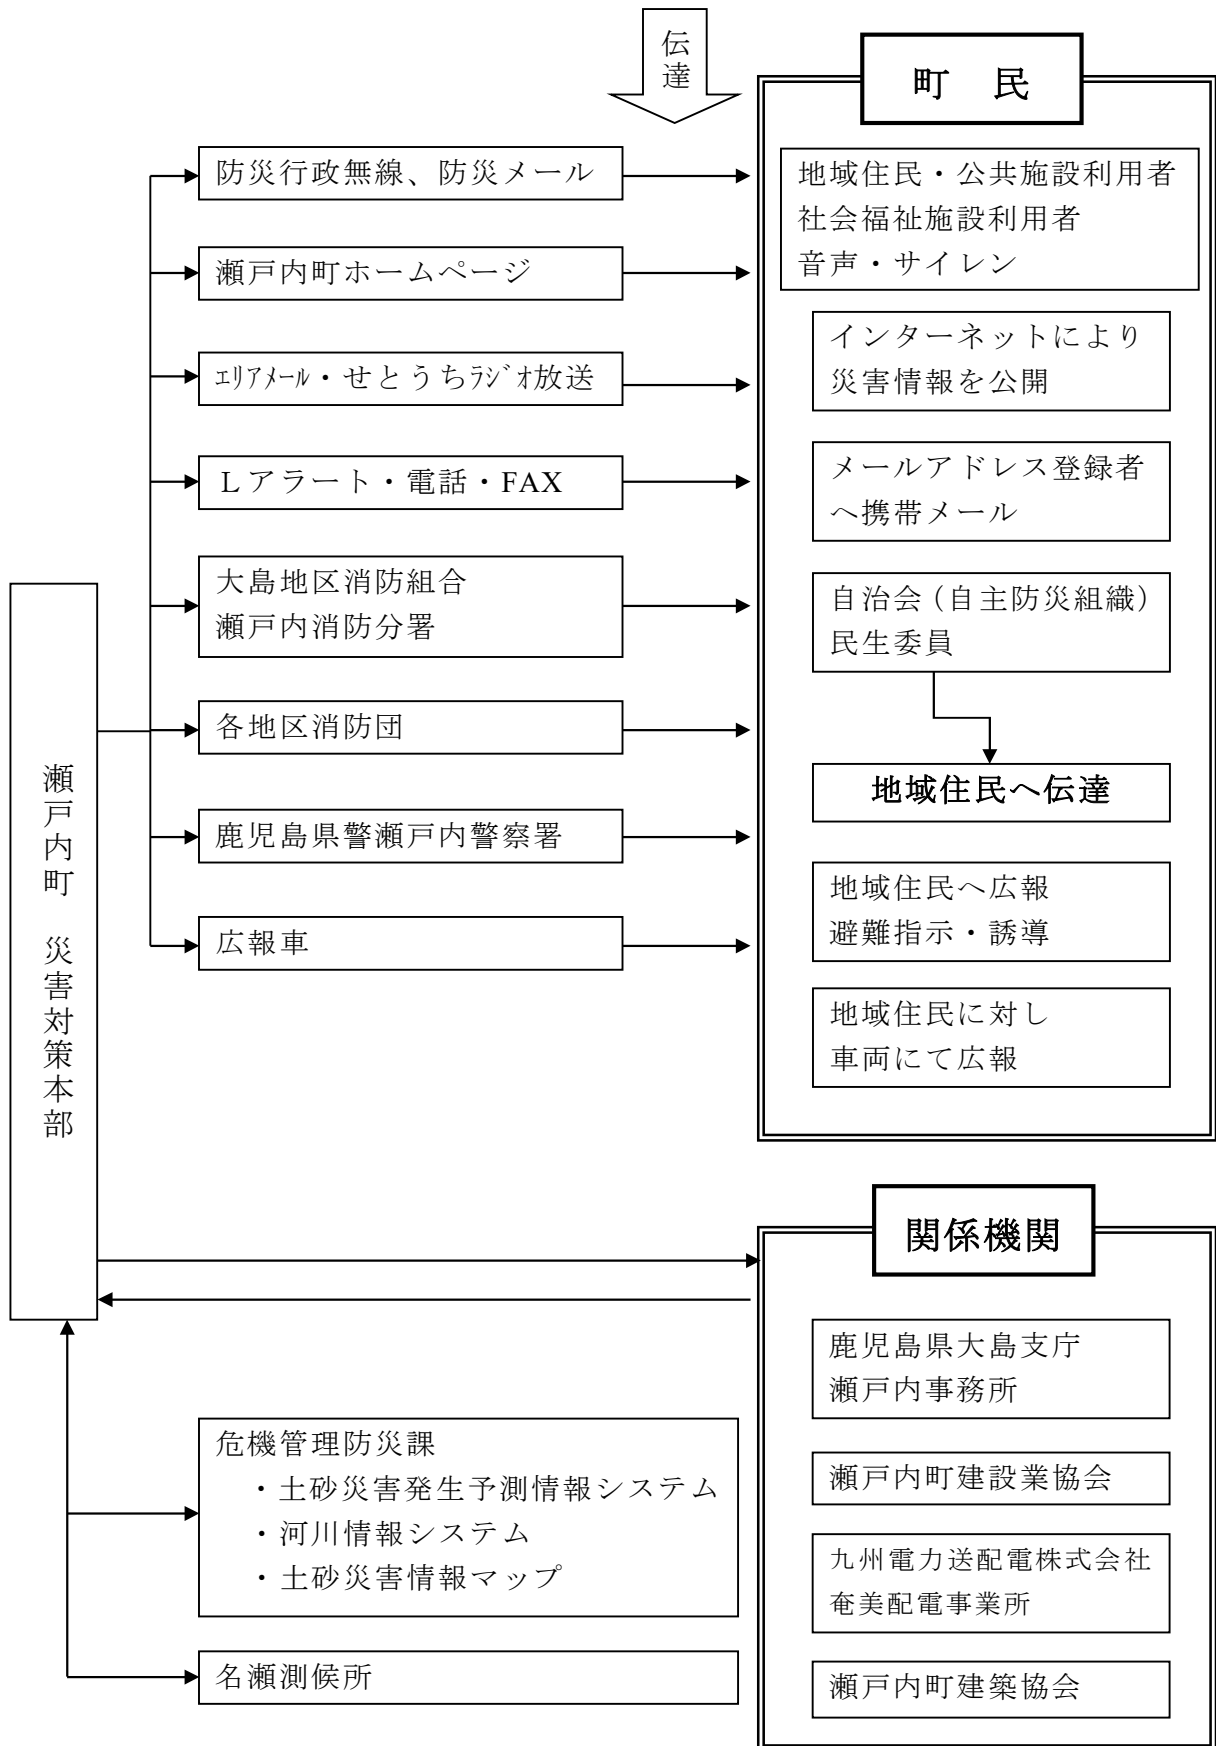 伝達
町　民
防災行政無線、防災メール
瀬戸内町ホームページ
ｴﾘｱﾒｰﾙ・せとうちﾗｼﾞｵ放送
Ｌアラート・電話・FAX
大島地区消防組合
瀬戸内消防分署
各地区消防団
鹿児島県警瀬戸内警察署
広報車
地域住民・公共施設利用者
社会福祉施設利用者
音声・サイレン
インターネットにより
災害情報を公開
メールアドレス登録者
へ携帯メール
自治会（自主防災組織）
民生委員
地域住民へ伝達
地域住民へ広報
避難指示・誘導
地域住民に対し
車両にて広報
瀬戸内町　災害対策本部
関係機関
鹿児島県大島支庁
瀬戸内事務所
瀬戸内町建設業協会
九州電力送配電株式会社
奄美配電事業所
瀬戸内町建築協会
危機管理防災課
・土砂災害発生予測情報システム
・河川情報システム
・土砂災害情報マップ
名瀬測候所